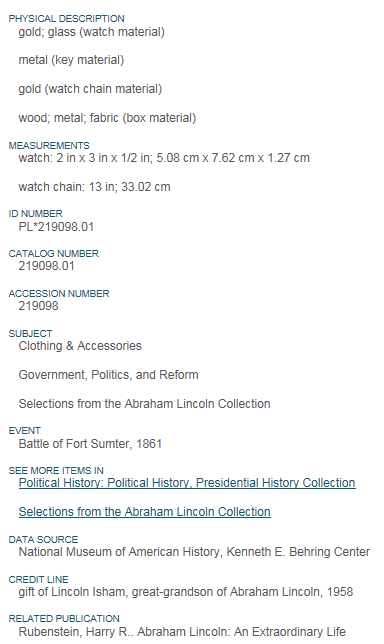 PHYSICAL DESCRIPTION
gold; glass (watch material)
metal (key material)
gold (watch chain material)
wood; metal; fabric (box material)
MEASUREMENTS
watch: 2 in x 3 in x 1/2 in; 5.08 cm x 7.62 cm x 1.27 cm
watch chain: 13 in; 33.02 cm
ID NUMBER
PL*219098.01
CATALOG NUMBER
219098.01
ACCESSION NUMBER
219098
SUBJECT
Clothing & Accessories
Government, Politics, and Reform
Selections from the Abraham Lincoln Collection
EVENT
Battle of Fort Sumter, 1861
SEE MORE ITEMS IN
Political History: Political History, Presidential History Collection
Selections from the Abraham Lincoln Collection
DATA SOURCE
National Museum of American History, Kenneth E. Behring Center
CREDIT LINE
gift of Lincoln Isham, great-grandson of Abraham Lincoln, 1958
RELATED PUBLICATION
Rubenstein, Harry R.. Abraham Lincoln: An Extraordinary Life